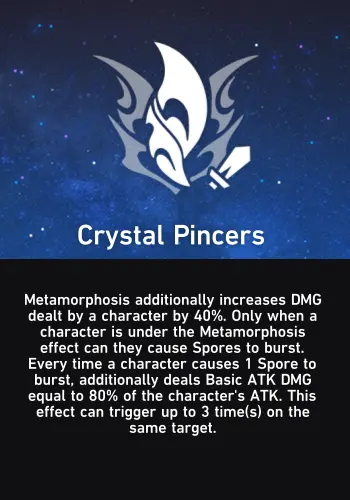 Crystal Pincers
Metamorphosis additionally increases DMG
dealt by a character by 40%. Only when a
character is under the Metamorphosis
effect can they cause Spores to burst.
Every time a character causes 1 Spore to
burst, additionally deals Basic ATK DMG
equal to 80% of the character's ATK. This
effect can trigger up to 3 time(s) on the
same target.